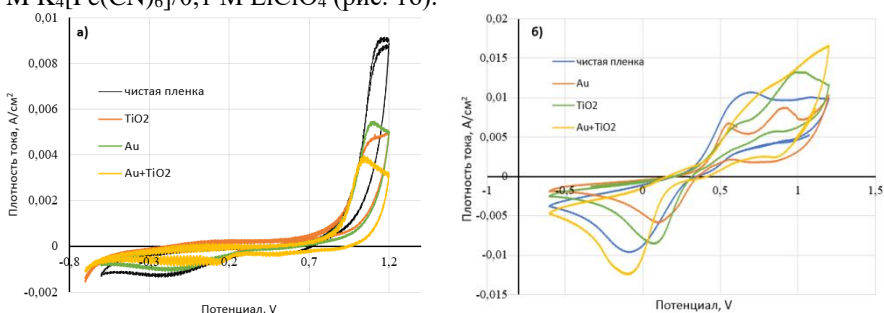 М K₄[Fe(CN)₆]/0,1 М LiClO₄ (рис. 1б).
а)
0,01
0,008
0,006
0,004
0,002
0
-0,002
-0,8
-0,3
0,2
0,7
1,2
Плотность тока, А/см²
Потенциал, V
чистая пленка
TiO2
Au
Au+TiO2
б)
0,02
0,015
0,01
0,005
0
-0,005
-0,01
-0,015
-1
-0,5
0
0,5
1
1,5
Плотность тока, А/см²
Потенциал, V
чистая пленка
Au
TiO2
Au+TiO2